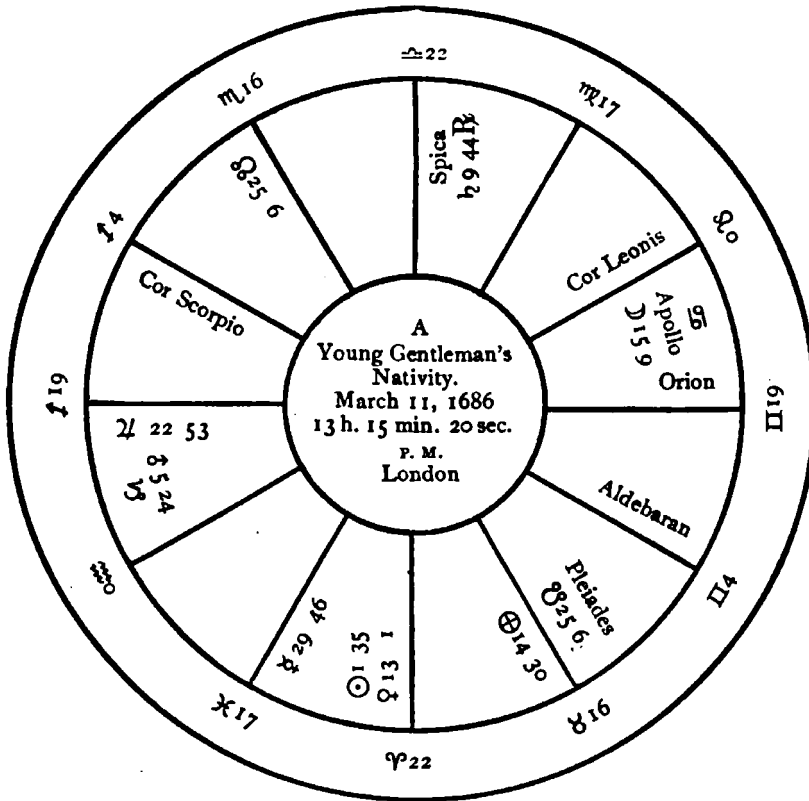 ♎22
♏16
♍17
Spica
♄ 9 44 ℞
☊ 25 6
♐4
♌0
Cor Leonis
♋
Apollo
☽ 15 9
Orion
Cor Scorpio
A
Young Gentleman's
Nativity.
March 11, 1686
13 h. 15 min. 20 sec.
P. M.
London
♐19
♊19
♃ 22 53
♂ 5 24
♑
Aldebaran
Pleiades
☋ 25 6.
♒0
♊4
☿ 29 46
☉ 1 35
♀ 13 1
⊕ 14 30
♓17
♉16
♈22